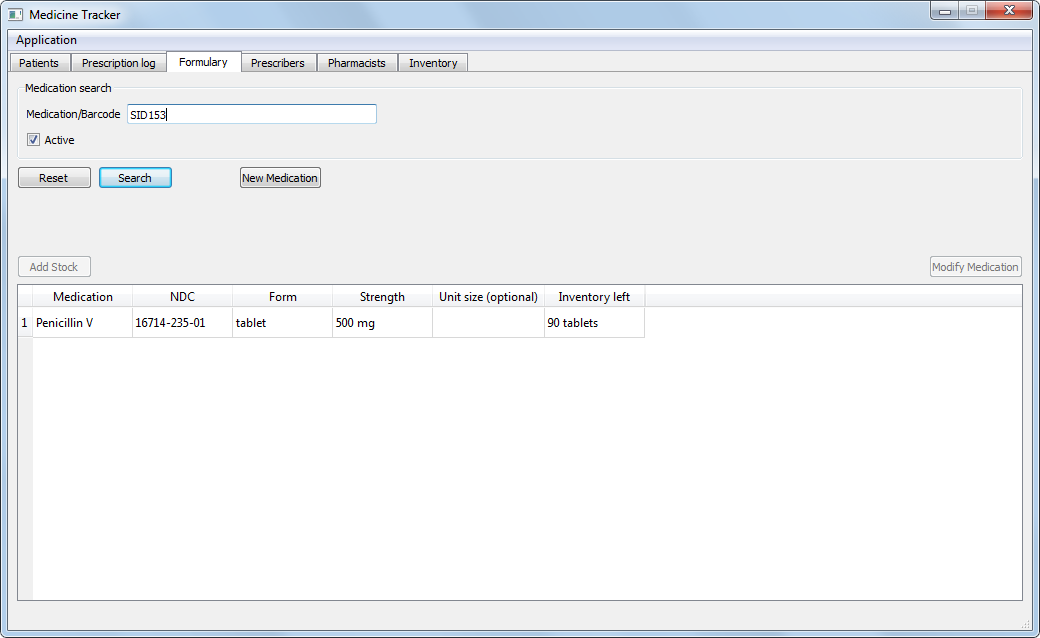 Medicine Tracker
Application
Patients Prescription log Formulary Prescribers Pharmacists Inventory
Medication search
Medication/Barcode SID153
Active
Reset Search New Medication
Add Stock Modify Medication
Medication NDC Form Strength Unit size (optional) Inventory left
1 Penicillin V 16714-235-01 tablet 500 mg 90 tablets